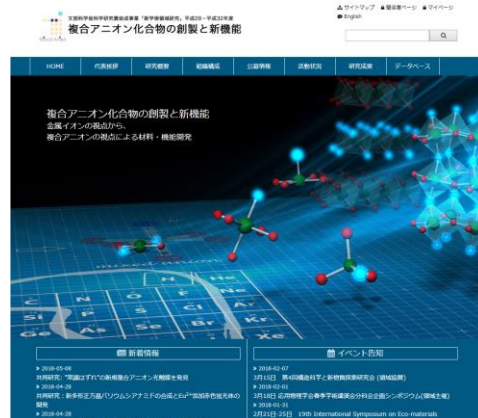 文部科学省科学研究費助成事業「新学術領域研究」平成28～平成32年度
複合アニオン化合物の創製と新機能
サイトマップ 関係者ページ マイページ
English
HOME 代表挨拶 研究概要 組織構成 公募情報 活動状況 研究成果 データベース
複合アニオン化合物の創製と新機能
金属イオンの視点から、
複合アニオンの視点による材料・機能開発
H He
C N O F Ne
P S Cl Ar
Ge As Se Br Kr
Xe
新着情報
2018-05-08
共同研究："常識はずれ"の新規複合アニオン光触媒を発見
2018-04-28
共同研究：新多形正方晶バリウムシアナミドの合成とEu²⁺添加赤色蛍光体の
開発
2018-04-28
イベント告知
2018-02-07
3月15日 第4回構造科学と新物質探索研究会 (領域協賛)
2018-02-01
3月18日 応用物理学会春季学術講演会分科会企画シンポジウム(領域主催)
2018-01-31
2月21日-25日 19th International Symposium on Eco-materials